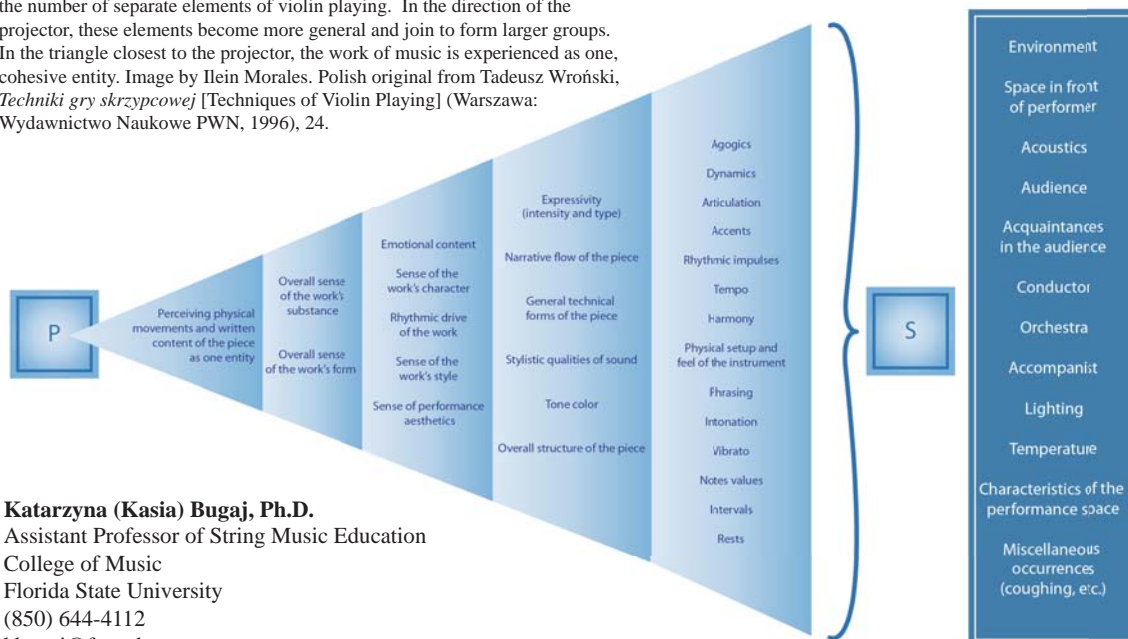 the number of separate elements of violin playing. In the direction of the
projector, these elements become more general and join to form larger groups.
In the triangle closest to the projector, the work of music is experienced as one,
cohesive entity. Image by Ilein Morales. Polish original from Tadeusz Wroński,
Techniki gry skrzypcowej [Techniques of Violin Playing] (Warszawa:
Wydawnictwo Naukowe PWN, 1996), 24.
P
Perceiving physical
movements and written
content of the piece
as one entity
Overall sense
of the work's
substance
Overall sense
of the work's form
Emotional content
Sense of the
work's character
Rhythmic drive
of the work
Sense of the
work's style
Sense of performance
aesthetics
Expressivity
(intensity and type)
Narrative flow of the piece
General technical
forms of the piece
Stylistic qualities of sound
Tone color
Overall structure of the piece
Agogics
Dynamics
Articulation
Accents
Rhythmic impulses
Tempo
Harmony
Physical setup and
feel of the instrument
Phrasing
Intonation
Vibrato
Notes values
Intervals
Rests
S
Environment
Space in front
of performer
Acoustics
Audience
Acquaintances
in the audience
Conductor
Orchestra
Accompanist
Lighting
Temperature
Characteristics of the
performance space
Miscellaneous
occurrences
(coughing, etc.)
Katarzyna (Kasia) Bugaj, Ph.D.
Assistant Professor of String Music Education
College of Music
Florida State University
(850) 644-4112